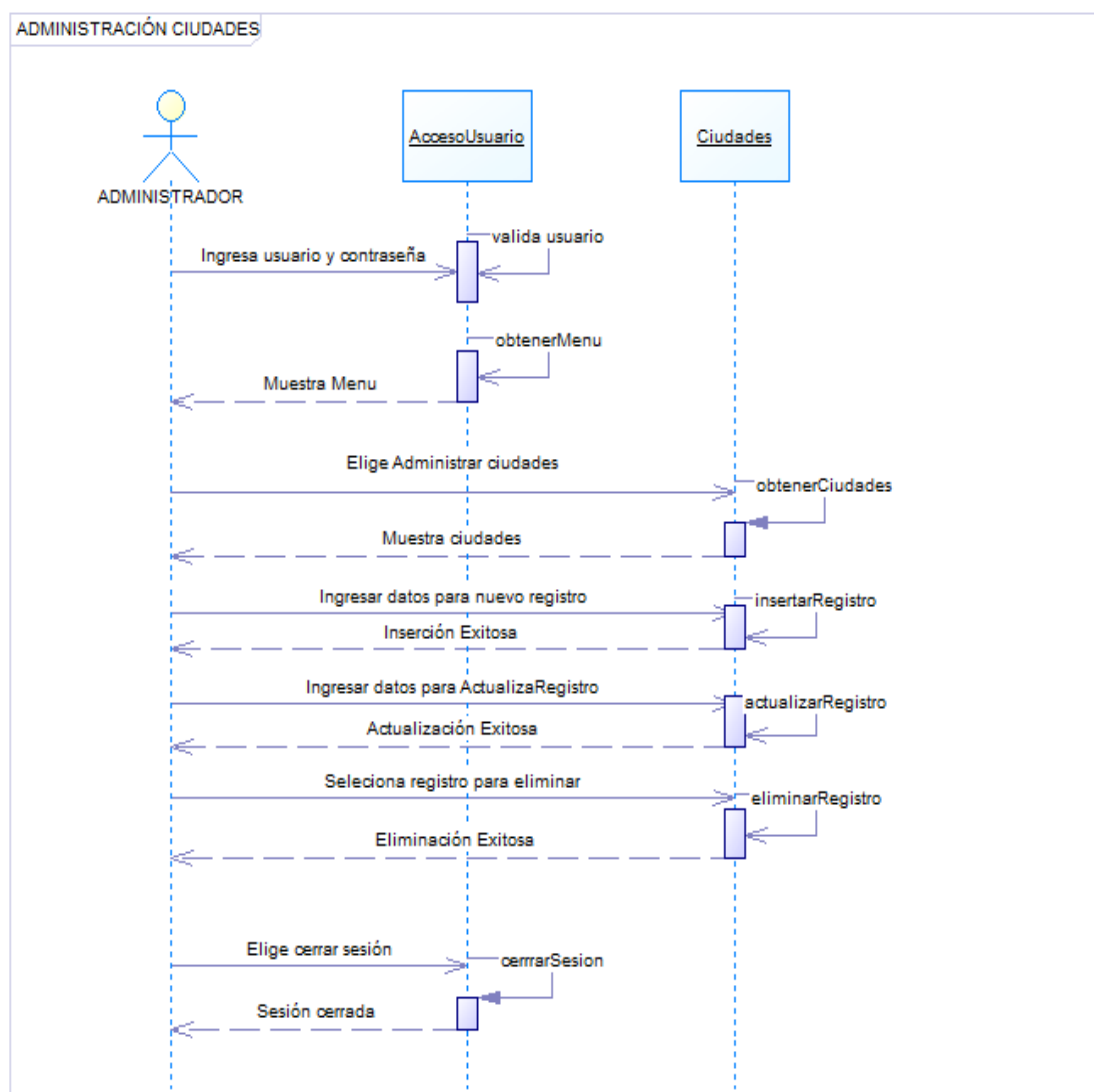 ADMINISTRACIÓN CIUDADES
AccesoUsuario
Ciudades
ADMINISTRADOR
valida usuario
Ingresa usuario y contraseña
obtenerMenu
Muestra Menu
Elige Administrar ciudades
obtenerCiudades
Muestra ciudades
Ingresar datos para nuevo registro
insertarRegistro
Inserción Exitosa
Ingresar datos para ActualizaRegistro
actualizarRegistro
Actualización Exitosa
Seleciona registro para eliminar
eliminarRegistro
Eliminación Exitosa
Elige cerrar sesión
cerrrarSesion
Sesión cerrada